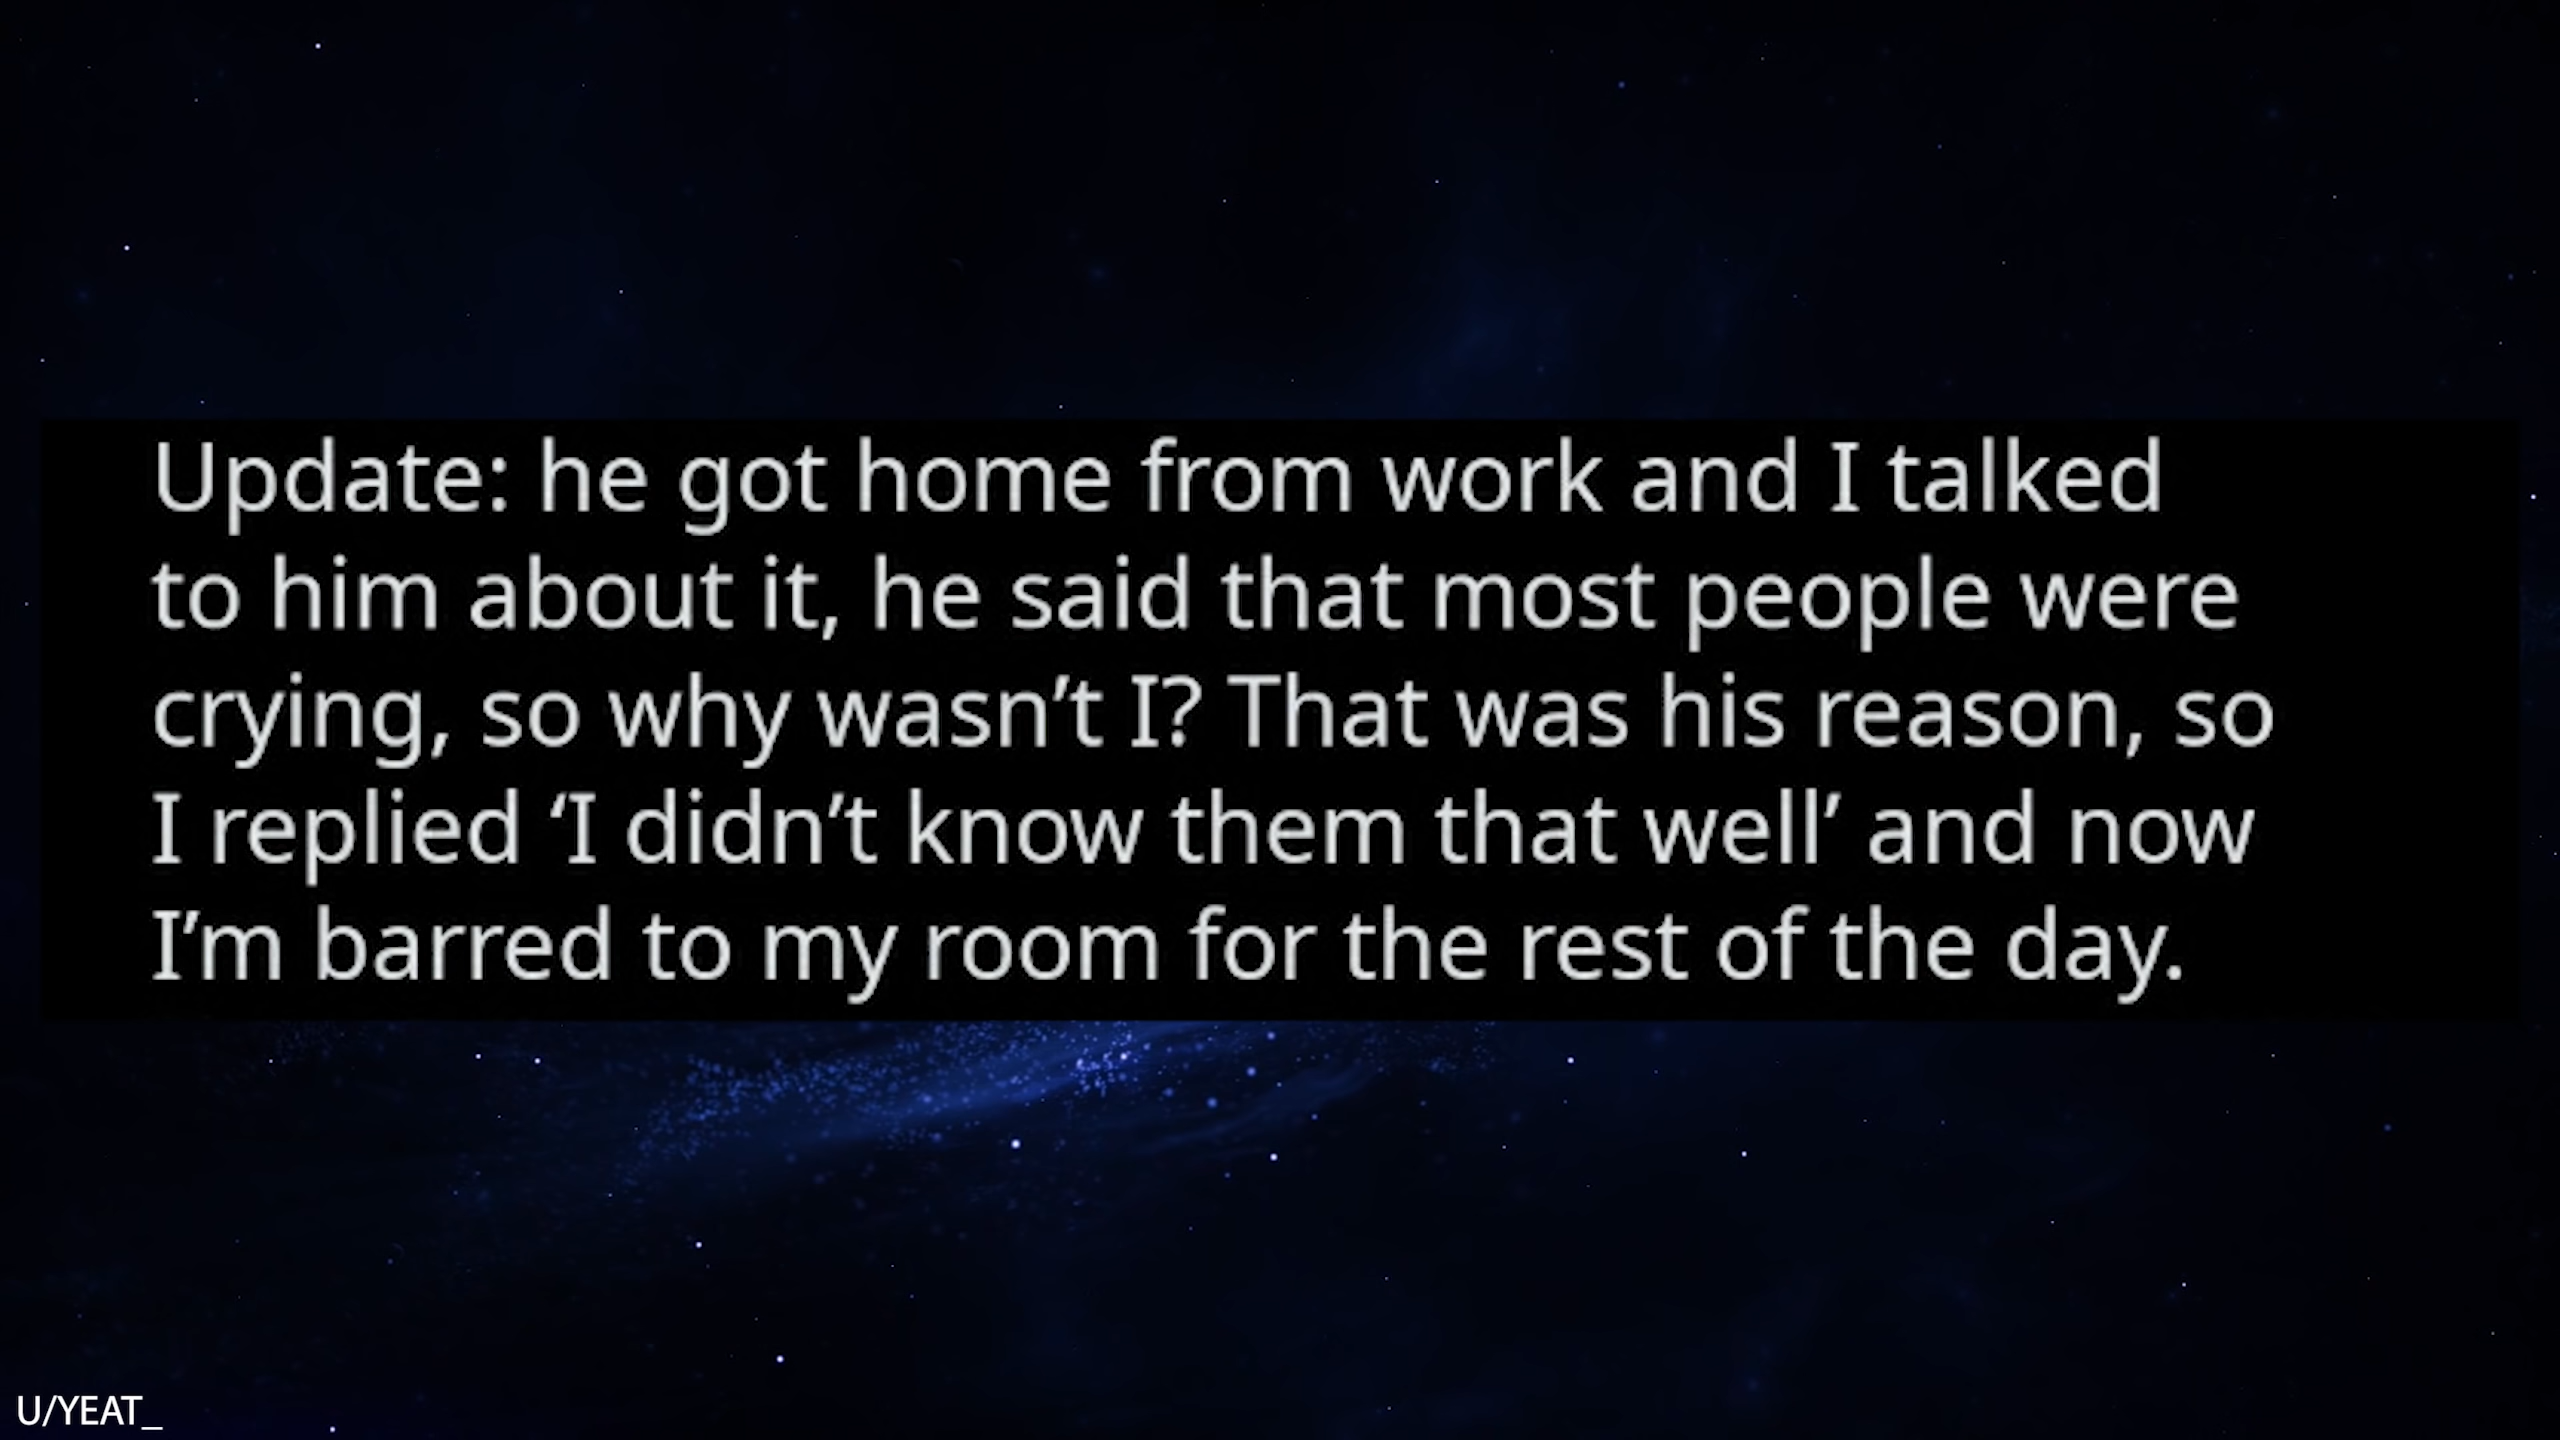 Update: he got home from work and I talked
to him about it, he said that most people were
crying, so why wasn’t I? That was his reason, so
I replied ‘I didn’t know them that well’ and now
I’m barred to my room for the rest of the day.
U/YEAT_